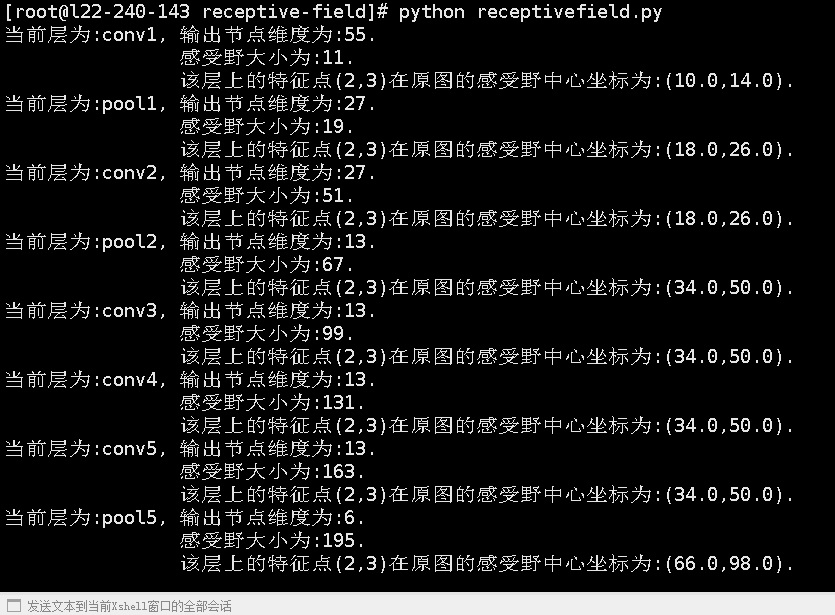 [root@l22-240-143 receptive-field]# python receptivefield.py
当前层为:conv1, 输出节点维度为:55.
感受野大小为:11.
该层上的特征点(2,3)在原图的感受野中心坐标为:(10.0,14.0).
当前层为:pool1, 输出节点维度为:27.
感受野大小为:19.
该层上的特征点(2,3)在原图的感受野中心坐标为:(18.0,26.0).
当前层为:conv2, 输出节点维度为:27.
感受野大小为:51.
该层上的特征点(2,3)在原图的感受野中心坐标为:(18.0,26.0).
当前层为:pool2, 输出节点维度为:13.
感受野大小为:67.
该层上的特征点(2,3)在原图的感受野中心坐标为:(34.0,50.0).
当前层为:conv3, 输出节点维度为:13.
感受野大小为:99.
该层上的特征点(2,3)在原图的感受野中心坐标为:(34.0,50.0).
当前层为:conv4, 输出节点维度为:13.
感受野大小为:131.
该层上的特征点(2,3)在原图的感受野中心坐标为:(34.0,50.0).
当前层为:conv5, 输出节点维度为:13.
感受野大小为:163.
该层上的特征点(2,3)在原图的感受野中心坐标为:(34.0,50.0).
当前层为:pool5, 输出节点维度为:6.
感受野大小为:195.
该层上的特征点(2,3)在原图的感受野中心坐标为:(66.0,98.0).
发送文本到当前Xshell窗口的全部会话